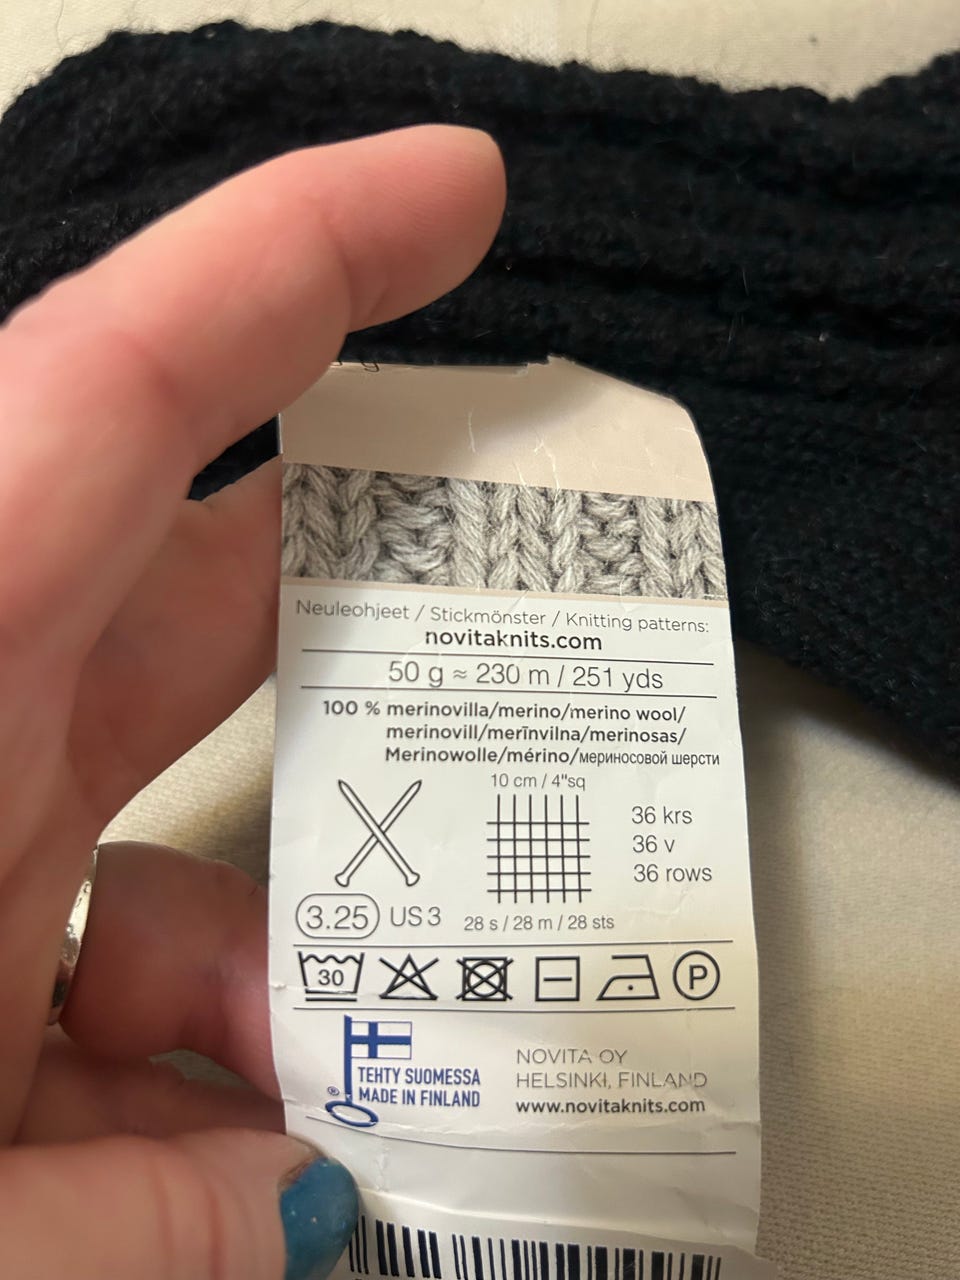 Neuleohjeet / Stickmönster / Knitting patterns:
novitaknits.com
50 g ≈ 230 m / 251 yds
100 % merinovilla/merino/merino wool/
merinovill/merīnvilna/merinosas/
Merinowolle/mérino/мериносовой шерсти
10 cm / 4"sq
36 krs
36 v
36 rows
3.25 US 3
28 s / 28 m / 28 sts
30
P
® TEHTY SUOMESSA
MADE IN FINLAND
NOVITA OY
HELSINKI, FINLAND
www.novitaknits.com